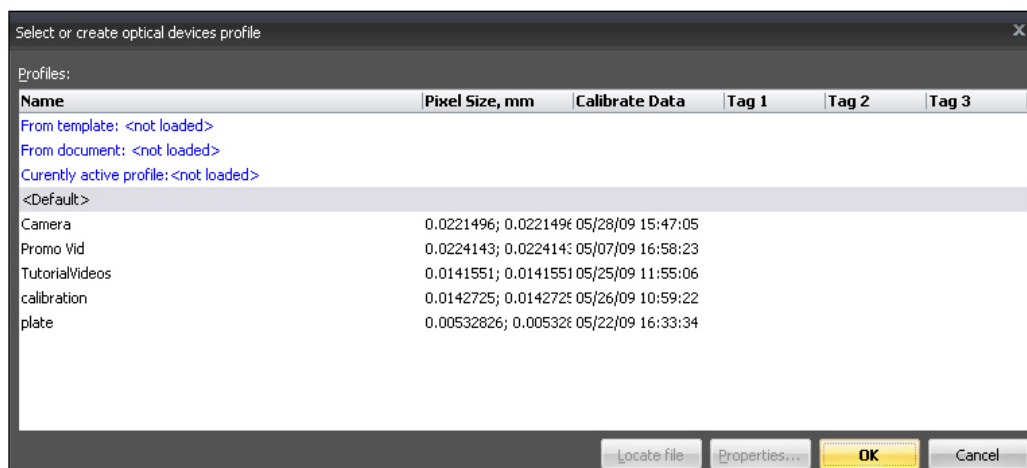 Select or create optical devices profile x
Profiles:
Name Pixel Size, mm Calibrate Data Tag 1 Tag 2 Tag 3
From template: <not loaded>
From document: <not loaded>
Curently active profile:<not loaded>
<Default>
Camera 0.0221496; 0.0221496 05/28/09 15:47:05
Promo Vid 0.0224143; 0.0224143 05/07/09 16:58:23
TutorialVideos 0.0141551; 0.0141551 05/25/09 11:55:06
calibration 0.0142725; 0.0142725 05/26/09 10:59:22
plate 0.00532826; 0.005328 05/22/09 16:33:34
Locate file Properties... OK Cancel